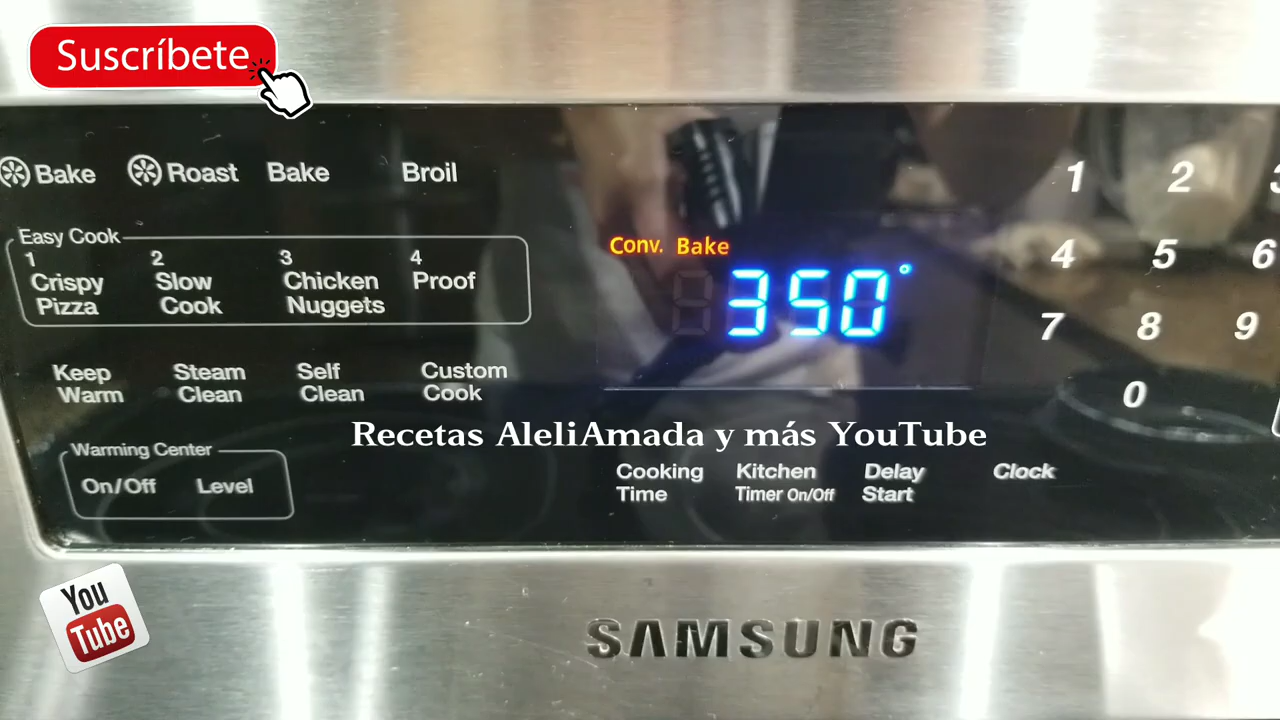 Suscríbete
Bake
Roast
Bake
Broil
1
2
3
Conv. Bake
350°
Easy Cook
1
Crispy
Pizza
2
Slow
Cook
3
Chicken
Nuggets
4
Proof
4
5
6
7
8
9
0
Keep
Warm
Steam
Clean
Self
Clean
Custom
Cook
Recetas AleliAmada y más YouTube
Warming Center
On/Off
Level
Cooking
Time
Kitchen
Timer On/Off
Delay
Start
Clock
You
Tube
SAMSUNG